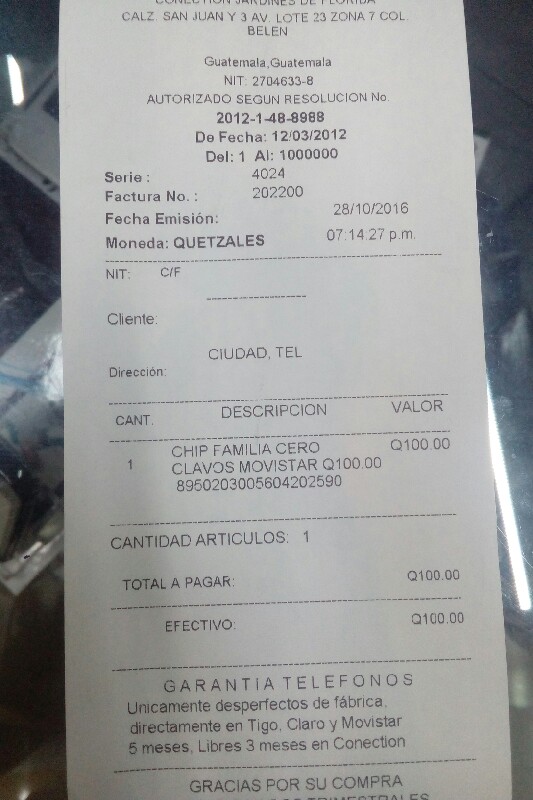 CONECTION JARDINES DE FLORIDA
CALZ. SAN JUAN Y 3 AV. LOTE 23 ZONA 7 COL.
BELEN
Guatemala,Guatemala
NIT: 2704633-8
AUTORIZADO SEGUN RESOLUCION No.
2012-1-48-8988
De Fecha: 12/03/2012
Del: 1 Al: 1000000
Serie : 4024
Factura No. : 202200
Fecha Emisión: 28/10/2016
Moneda: QUETZALES 07:14:27 p.m.
NIT: C/F
Cliente:
CIUDAD, TEL
Dirección:
CANT. DESCRIPCION VALOR
1 CHIP FAMILIA CERO Q100.00
CLAVOS MOVISTAR Q100.00
8950203005604202590
CANTIDAD ARTICULOS: 1
TOTAL A PAGAR: Q100.00
EFECTIVO: Q100.00
GARANTIA TELEFONOS
Unicamente desperfectos de fábrica,
directamente en Tigo, Claro y Movistar
5 meses, Libres 3 meses en Conection
GRACIAS POR SU COMPRA
TRIMESTRALES